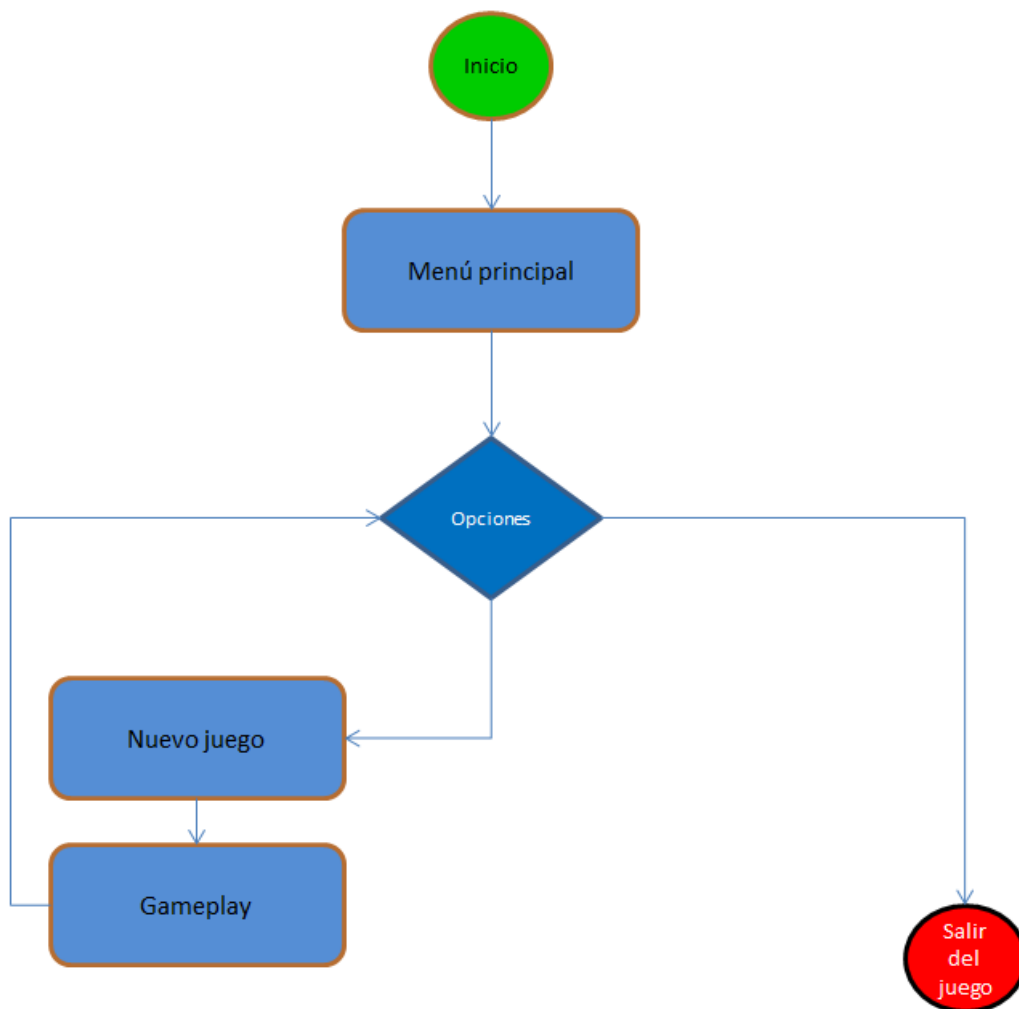 Inicio
Menú principal
Opciones
Nuevo juego
Gameplay
Salir
del
juego